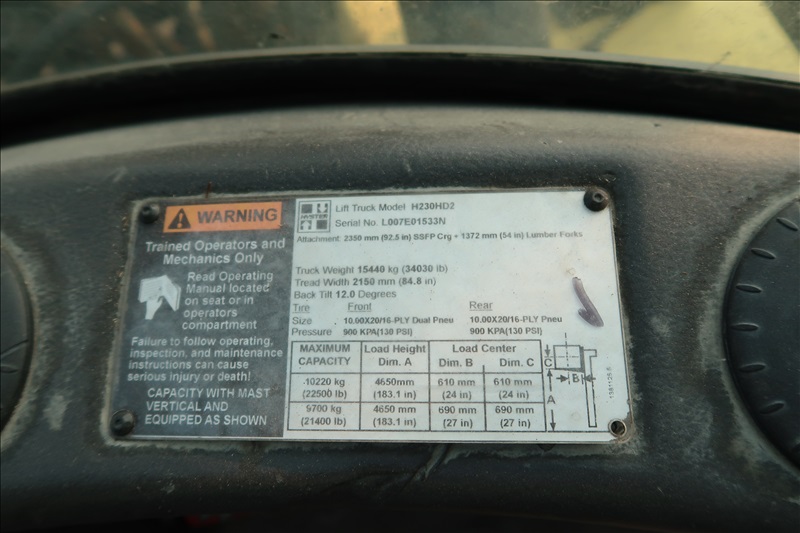 WARNING
Trained Operators and
Mechanics Only
Read Operating
Manual located
on seat or in
operators
compartment
Failure to follow operating,
inspection, and maintenance
instructions can cause
serious injury or death!
CAPACITY WITH MAST
VERTICAL AND
EQUIPPED AS SHOWN
HYSTER
Lift Truck Model H230HD2
Serial No. L007E01533N
Attachment: 2350 mm (92.5 in) SSFP Crg + 1372 mm (54 in) Lumber Forks
Truck Weight 15440 kg (34030 lb)
Tread Width 2150 mm (84.8 in)
Back Tilt 12.0 Degrees
Tire Front Rear
Size 10.00X20/16-PLY Dual Pneu 10.00X20/16-PLY Pneu
Pressure 900 KPA(130 PSI) 900 KPA(130 PSI)
MAXIMUM CAPACITY Load Height Dim. A Load Center Dim. B Dim. C
10220 kg 4650mm 610 mm 610 mm
(22500 lb) (183.1 in) (24 in) (24 in)
9700 kg 4650 mm 690 mm 690 mm
(21400 lb) (183.1 in) (27 in) (27 in)
C
B
A